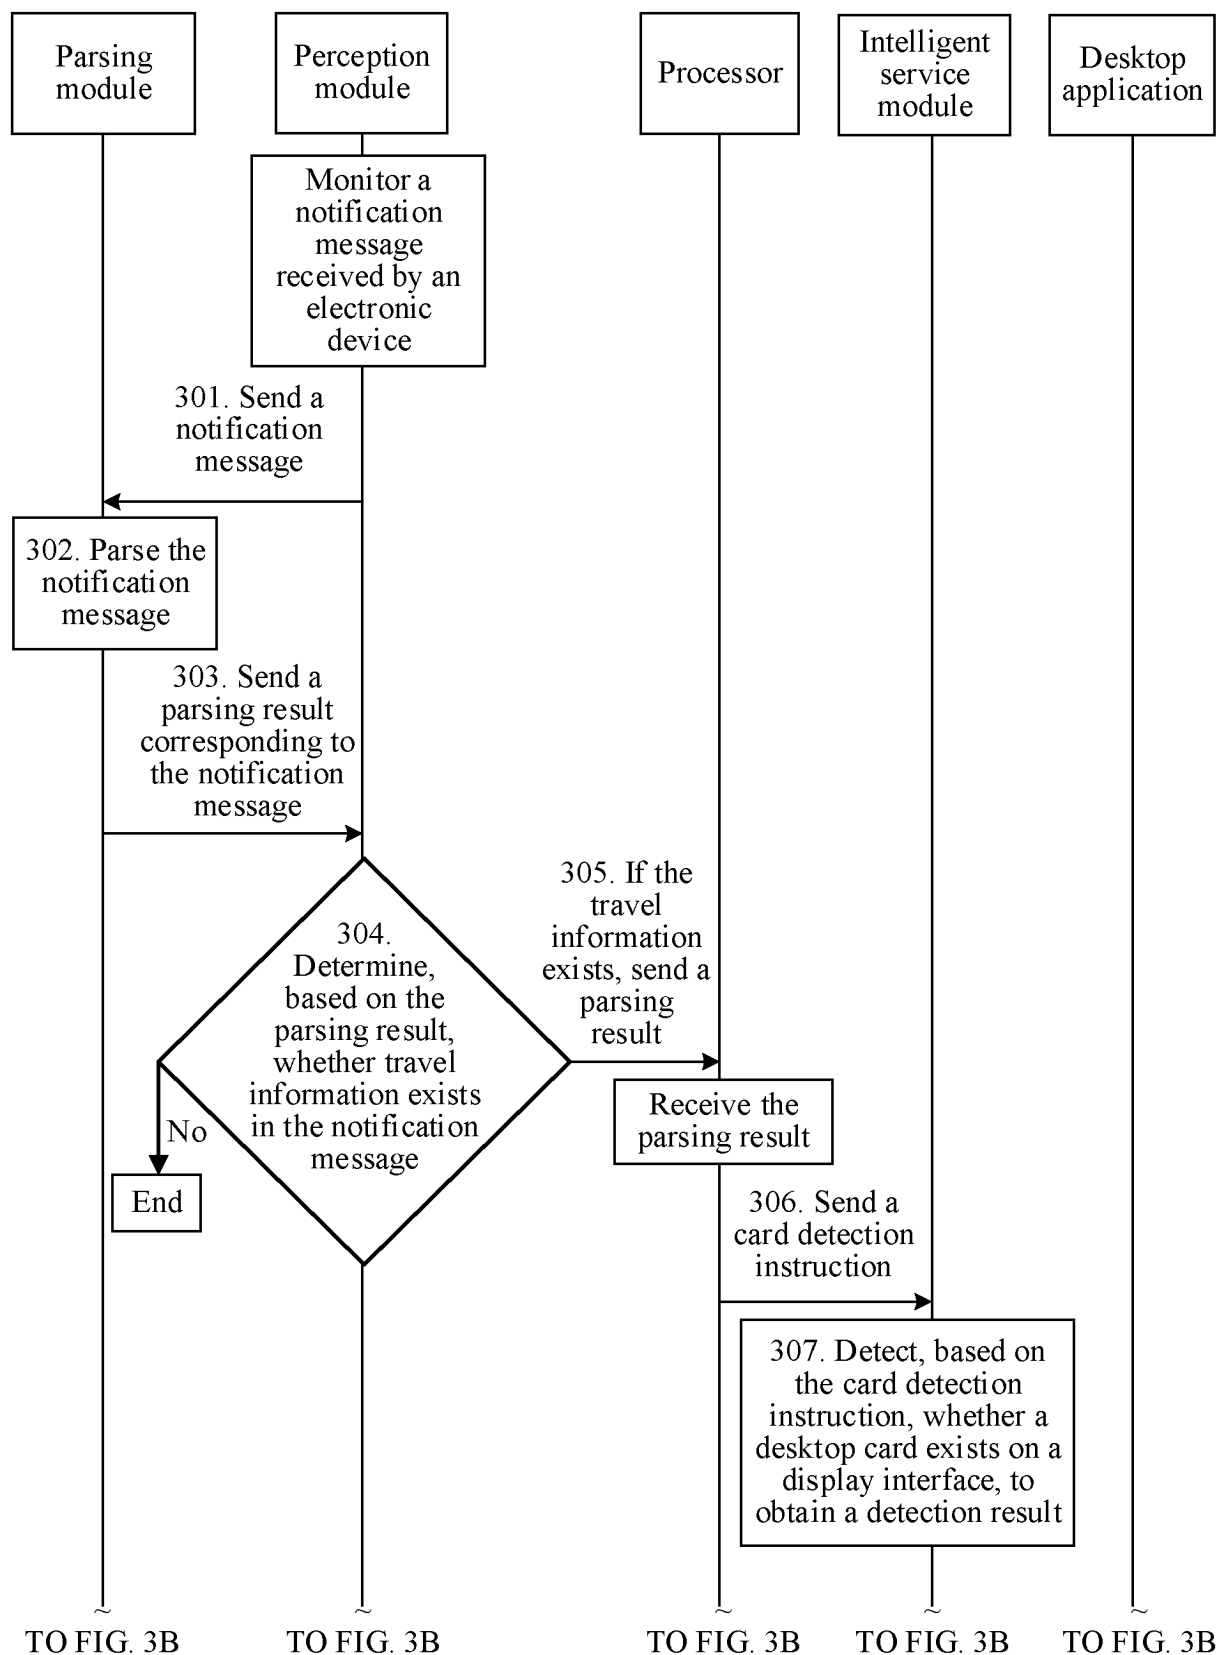 Parsing
module
Perception
module
Processor
Intelligent
service
module
Desktop
application
Monitor a
notification
message
received by an
electronic
device
301. Send a
notification
message
302. Parse the
notification
message
303. Send a
parsing result
corresponding to
the notification
message
304.
Determine,
based on the
parsing result,
whether travel
information exists
in the notification
message
No
End
305. If the
travel
information
exists, send a
parsing
result
Receive the
parsing result
306. Send a
card detection
instruction
307. Detect, based on
the card detection
instruction, whether a
desktop card exists on a
display interface, to
obtain a detection result
~
TO FIG. 3B
~
TO FIG. 3B
~
TO FIG. 3B
~
TO FIG. 3B
~
TO FIG. 3B